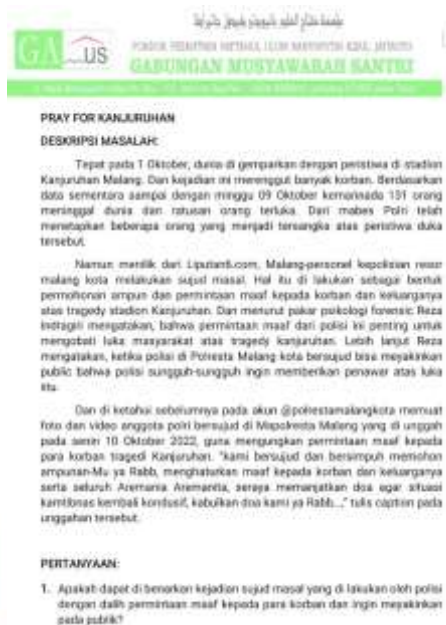 GA_US
GABUNGAN MUSYAWARAH SANTRI
PRAY FOR KANJURUHAN
DESKRIPSI MASALAH:
Tepat pada 1 Oktober, dunia di gemparkan dengan peristiwa di stadion
Kanjuruhan Malang. Dan kejadian ini merenggut banyak korban. Berdasarkan
data sementara sampai dengan minggu 09 Oktober kemarinada 131 orang
meninggal dunia dan ratusan orang terluka. Dari mabes Polri telah
menetapkan beberapa orang yang menjadi tersangka atas peristiwa duka
tersebut.
Namun menilik dari Liputan6.com, Malang-personel kepolisian resor
malang kota melakukan sujud masal. Hal itu di lakukan sebagai bentuk
permohonan ampun dan permintaan maaf kepada korban dan keluarganya
atas tragedy stadion Kanjuruhan. Dan menurut pakar psikologi forensic Reza
Indragiri mengatakan, bahwa permintaan maaf dari polisi ini penting untuk
mengobati luka masyarakat atas tragedy kanjuruhan. Lebih lanjut Reza
mengatakan, ketika polisi di Polresta Malang kota bersujud bisa meyakinkan
public bahwa polisi sungguh-sungguh ingin memberikan penawar atas luka
itu.
Dan di ketahui sebelumnya pada akun @polrestamalangkota memuat
foto dan video anggota polri bersujud di Mapolresta Malang yang di unggah
pada senin 10 Oktober 2022, guna mengungkan permintaan maaf kepada
para korban tragedi Kanjuruhan. "kami bersujud dan bersimpuh memohon
ampunan-Mu ya Rabb, menghaturkan maaf kepada korban dan keluarganya
serta seluruh Aremania Aremanita, seraya memanjatkan doa agar situasi
kamtibnas kembali kondusif, kabulkan doa kami ya Rabb...," tulis caption pada
unggahan tersebut.
PERTANYAAN:
1. Apakah dapat di benarkan kejadian sujud masal yang di lakukan oleh polisi
dengan dalih permintaan maaf kepada para korban dan ingin meyakinkan
pada publik?